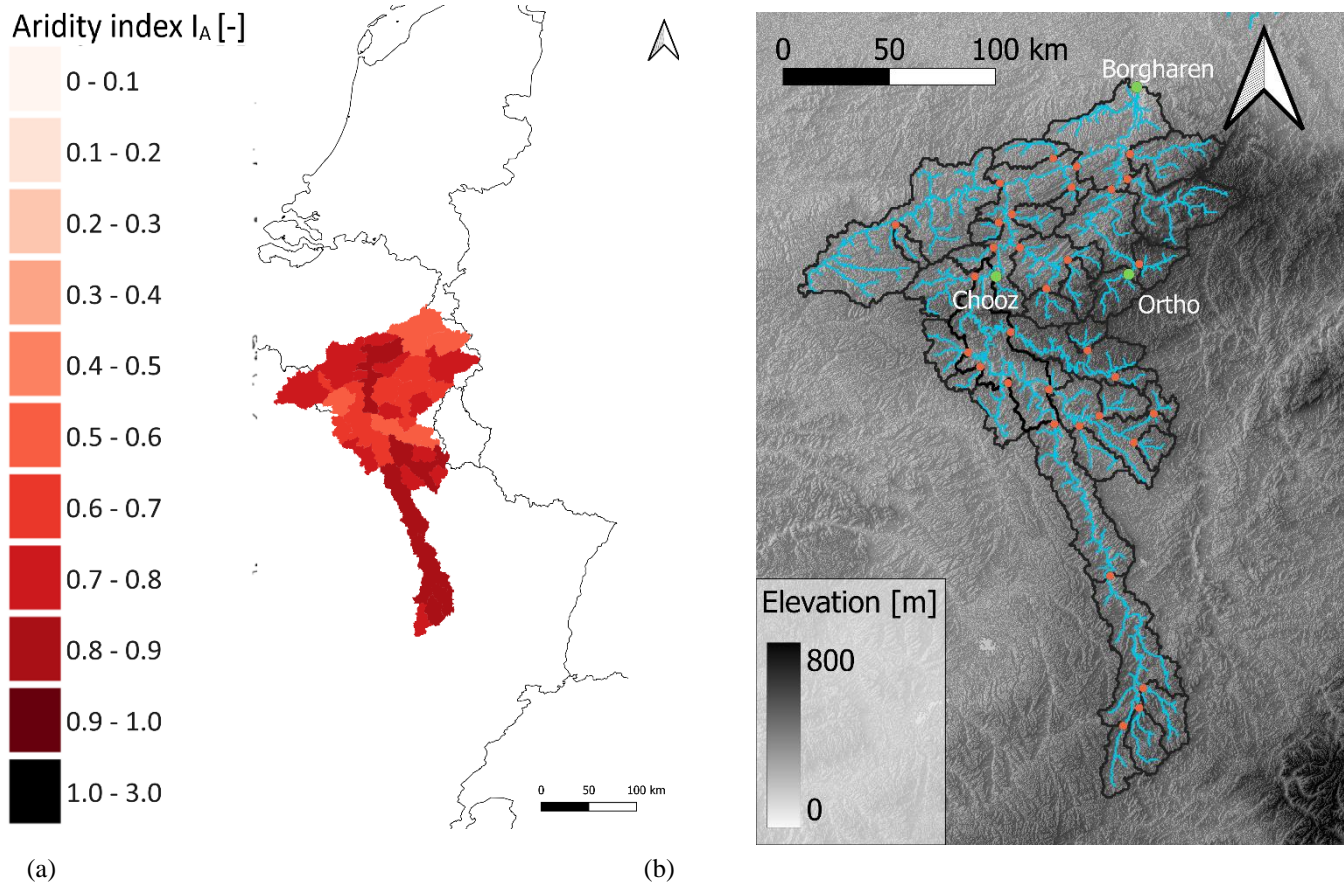 Aridity index IA [-]
0 - 0.1
0.1 - 0.2
0.2 - 0.3
0.3 - 0.4
0.4 - 0.5
0.5 - 0.6
0.6 - 0.7
0.7 - 0.8
0.8 - 0.9
0.9 - 1.0
1.0 - 3.0
0 50 100 km
(a)
0 50 100 km
Borgharen
Chooz
Ortho
Elevation [m]
800
0
(b)